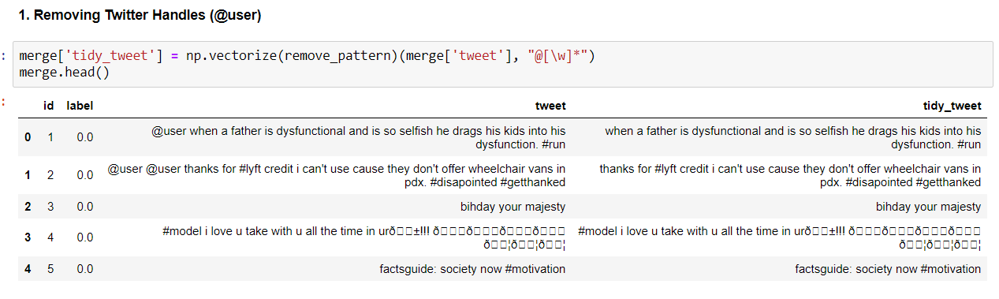 1. Removing Twitter Handles (@user)
: merge['tidy_tweet'] = np.vectorize(remove_pattern)(merge['tweet'], "@[\w]*")
merge.head()
:
id label tweet tidy_tweet
0 1 0.0 @user when a father is dysfunctional and is so selfish he drags his kids into his when a father is dysfunctional and is so selfish he drags his kids into his
dysfunction. #run dysfunction. #run
1 2 0.0 @user @user thanks for #lyft credit i can't use cause they don't offer wheelchair vans in thanks for #lyft credit i can't use cause they don't offer wheelchair vans in
pdx. #disapointed #getthanked pdx. #disapointed #getthanked
2 3 0.0 bihday your majesty bihday your majesty
3 4 0.0 #model i love u take with u all the time in urð□□±!!! ð□□□ð□□□ð□□□ð□□□ #model i love u take with u all the time in urð□□±!!! ð□□□ð□□□ð□□□ð□□□
ð□□¦ð□□¦ð□□¦ ð□□¦ð□□¦ð□□¦
4 5 0.0 factsguide: society now #motivation factsguide: society now #motivation